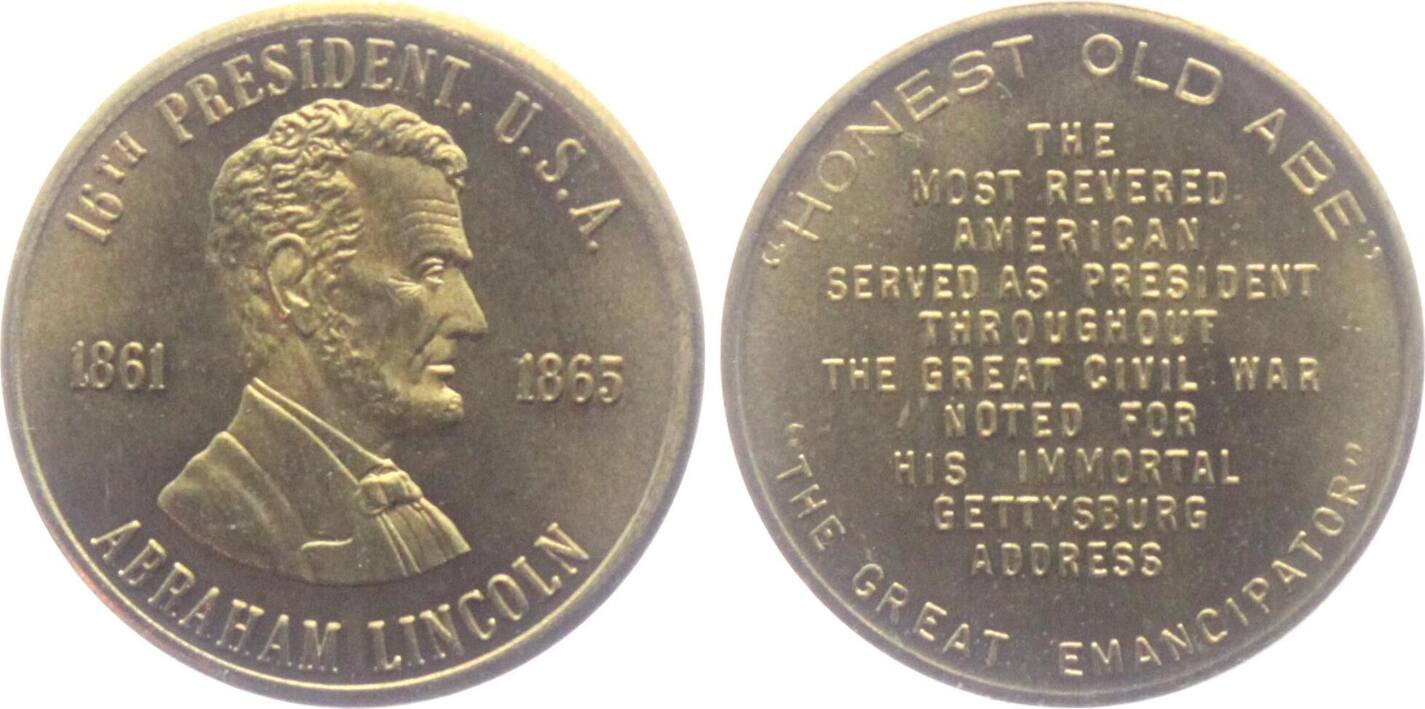 16TH PRESIDENT, U.S.A.
1861
1865
ABRAHAM LINCOLN
"HONEST OLD ABE"
THE
MOST REVERED
AMERICAN
SERVED AS PRESIDENT
THROUGHOUT
THE GREAT CIVIL WAR
NOTED FOR
HIS IMMORTAL
GETTYSBURG
ADDRESS
"THE GREAT EMANCIPATOR"